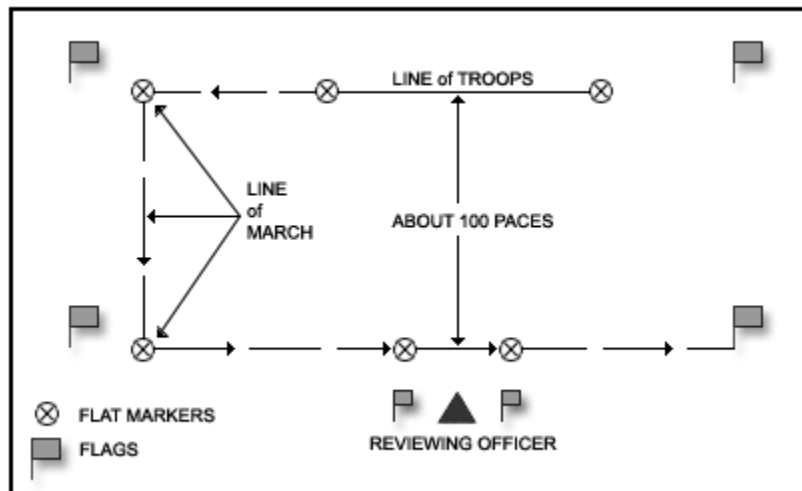 LINE of TROOPS
LINE
of
MARCH
ABOUT 100 PACES
FLAT MARKERS
FLAGS
REVIEWING OFFICER